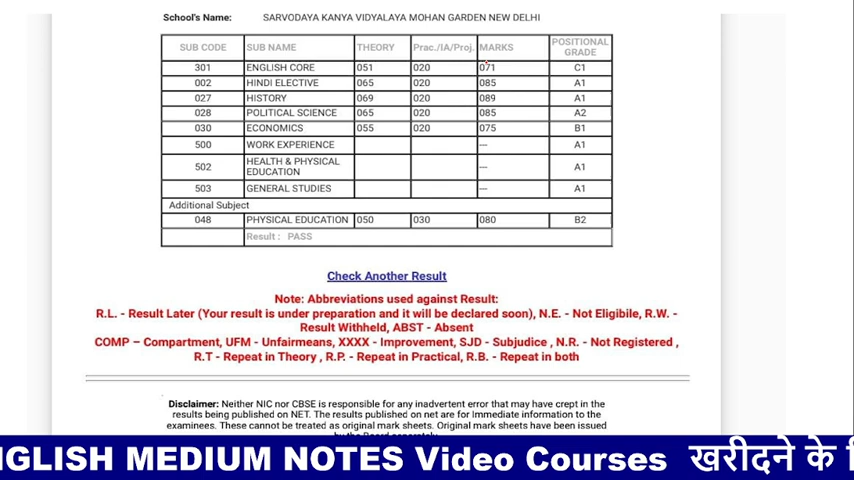 School's Name: SARVODAYA KANYA VIDYALAYA MOHAN GARDEN NEW DELHI
SUB CODE SUB NAME THEORY Prac./IA/Proj. MARKS POSITIONAL GRADE
301 ENGLISH CORE 051 020 071 C1
002 HINDI ELECTIVE 065 020 085 A1
027 HISTORY 069 020 089 A1
028 POLITICAL SCIENCE 065 020 085 A2
030 ECONOMICS 055 020 075 B1
500 WORK EXPERIENCE --- A1
502 HEALTH & PHYSICAL EDUCATION --- A1
503 GENERAL STUDIES --- A1
Additional Subject
048 PHYSICAL EDUCATION 050 030 080 B2
Result : PASS
Check Another Result
Note: Abbreviations used against Result:
R.L. - Result Later (Your result is under preparation and it will be declared soon), N.E. - Not Eligibile, R.W. -
Result Withheld, ABST - Absent
COMP – Compartment, UFM - Unfairmeans, XXXX - Improvement, SJD - Subjudice , N.R. - Not Registered ,
R.T - Repeat in Theory , R.P. - Repeat in Practical, R.B. - Repeat in both
Disclaimer: Neither NIC nor CBSE is responsible for any inadvertent error that may have crept in the
results being published on NET. The results published on net are for Immediate information to the
examinees. These cannot be treated as original mark sheets. Original mark sheets have been issued
by the Board separately.
NGLISH MEDIUM NOTES Video Courses खरीदने के